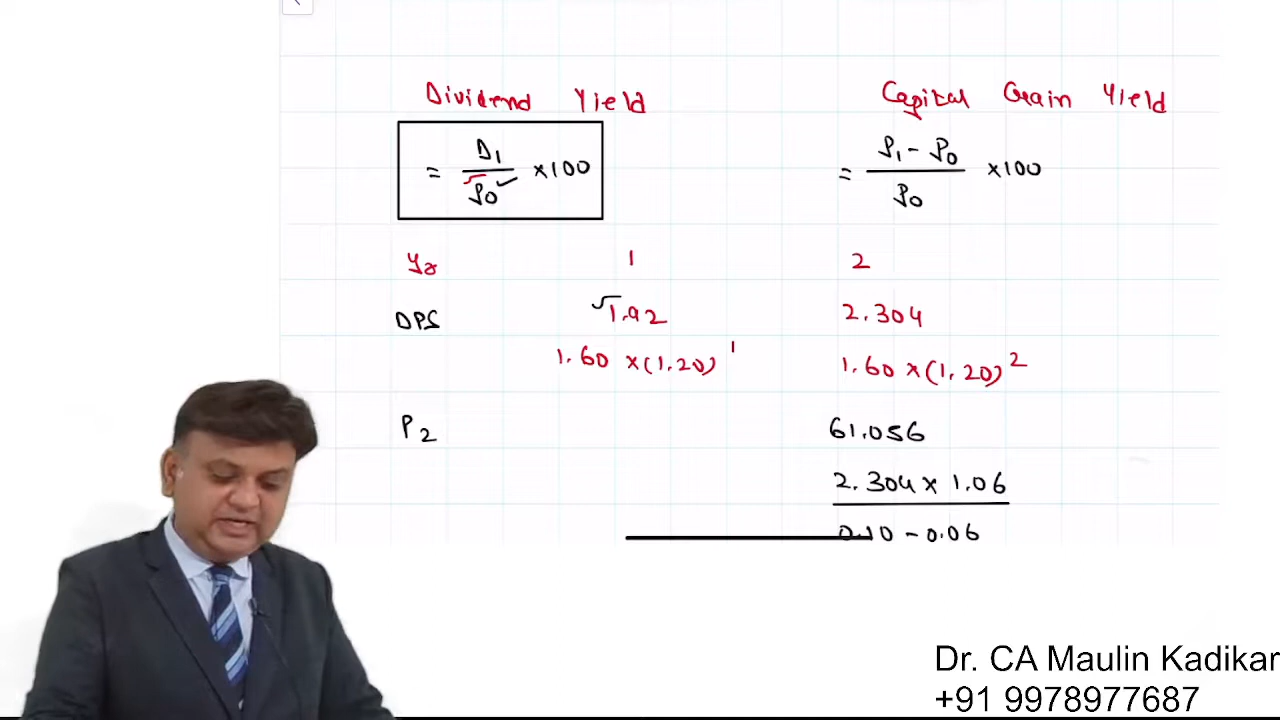 Dividend Yield Capital Gain Yield
= D1 / P0 ×100 = P1 - P0 / P0 ×100
Yr 1 2
DPS 1.92 2.304
1.60 ×(1.20)^1 1.60 ×(1.20)^2
P2 61.056
2.304 × 1.06
0.10 - 0.06
Dr. CA Maulin Kadikar
+91 9978977687